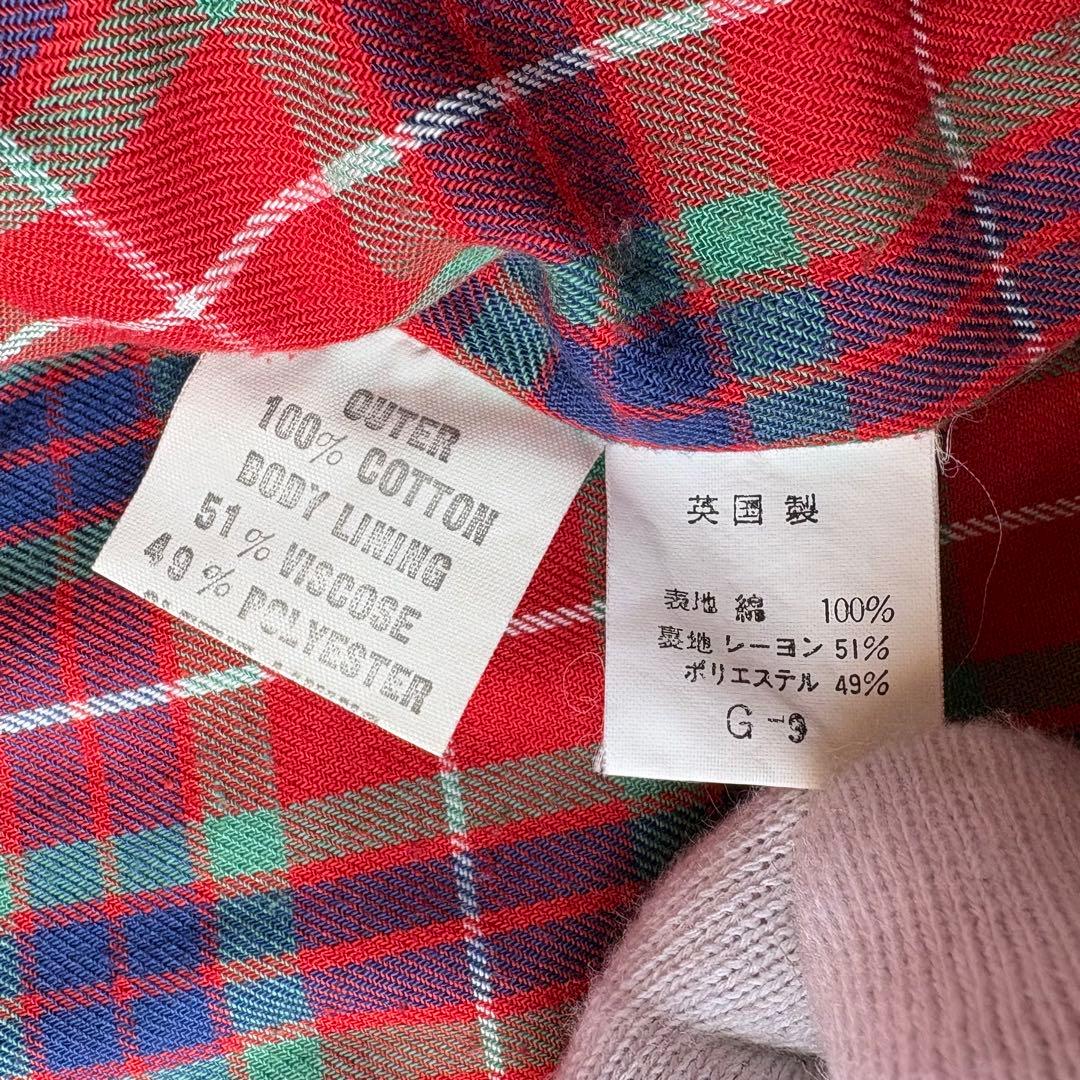 OUTER
100% COTTON
BODY LINING
51% VISCOSE
49% POLYESTER
英国製
表地 綿 100%
裏地 レーヨン 51%
ポリエステル 49%
G-9